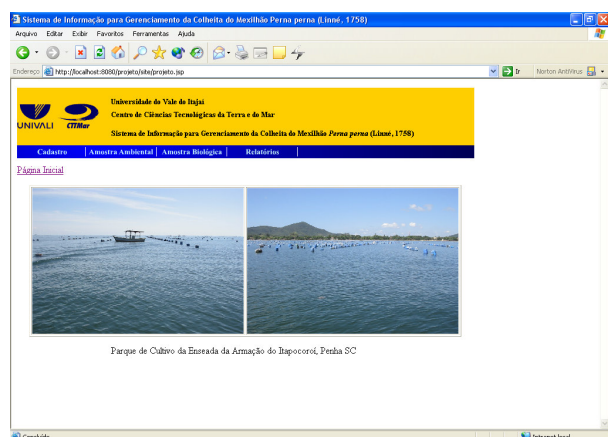 Sistema de Informação para Gerenciamento da Colheita do Mexilhão Perna perna (Linné, 1758)
Arquivo Editar Exibir Favoritos Ferramentas Ajuda
Endereço http://localhost:8080/projeto/site/projeto.jsp Ir Norton AntiVirus
Universidade do Vale do Itajaí
Centro de Ciências Tecnológicas da Terra e do Mar
Sistema de Informação para Gerenciamento da Colheita do Mexilhão Perna perna (Linné, 1758)
UNIVALI CTTMar
Cadastro Amostra Ambiental Amostra Biológica Relatórios
Página Inicial
Parque de Cultivo da Enseada da Armação do Itapocoroí, Penha SC
Concluído Intranet local